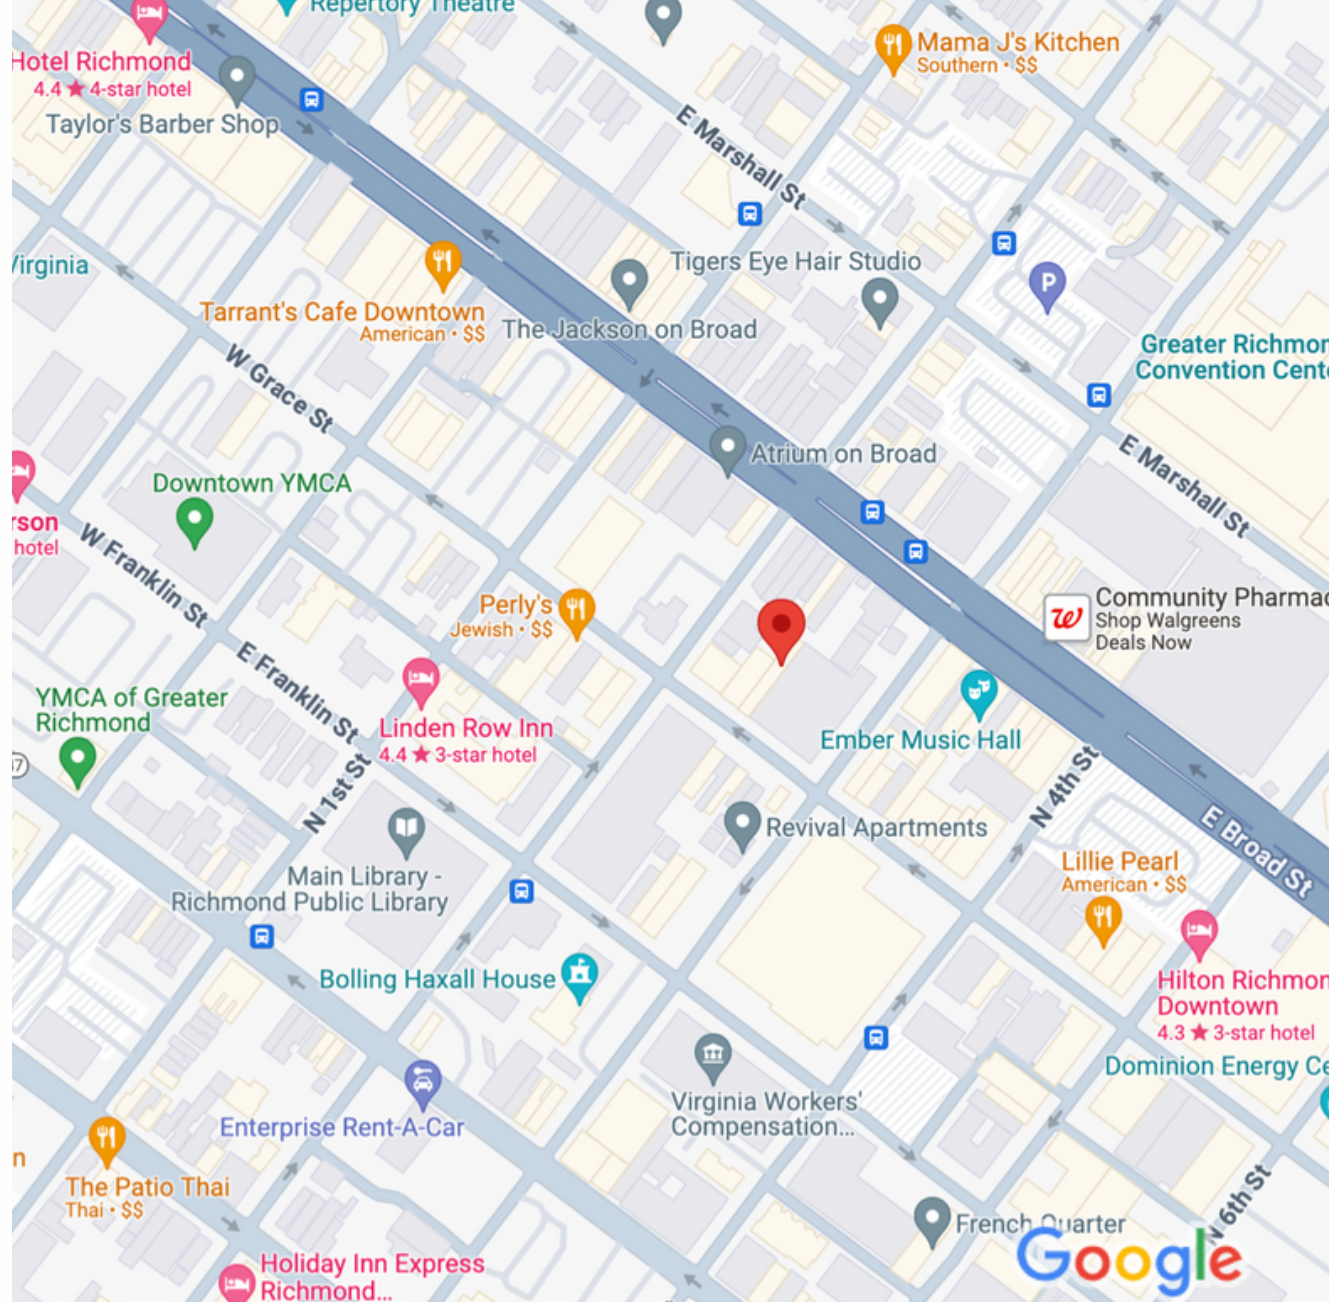 Repertory Theatre
Hotel Richmond
4.4 ★ 4-star hotel
Taylor's Barber Shop
Mama J's Kitchen
Southern • $$
E Marshall St
Virginia
Tarrant's Cafe Downtown
American • $$
The Jackson on Broad
Tigers Eye Hair Studio
P
Greater Richmon
Convention Cente
W Grace St
Atrium on Broad
E Marshall St
Downtown YMCA
rson
hotel
W Franklin St
Perly's
Jewish • $$
Community Pharmac
Shop Walgreens
Deals Now
E Franklin St
YMCA of Greater
Richmond
Linden Row Inn
4.4 ★ 3-star hotel
Ember Music Hall
N 1st St
N 4th St
E Broad St
Revival Apartments
Main Library -
Richmond Public Library
Lillie Pearl
American • $$
Bolling Haxall House
Hilton Richmon
Downtown
4.3 ★ 3-star hotel
Dominion Energy Ce
Virginia Workers'
Compensation...
Enterprise Rent-A-Car
n
The Patio Thai
Thai • $$
N 6th St
French Quarter
Google
Holiday Inn Express
Richmond...